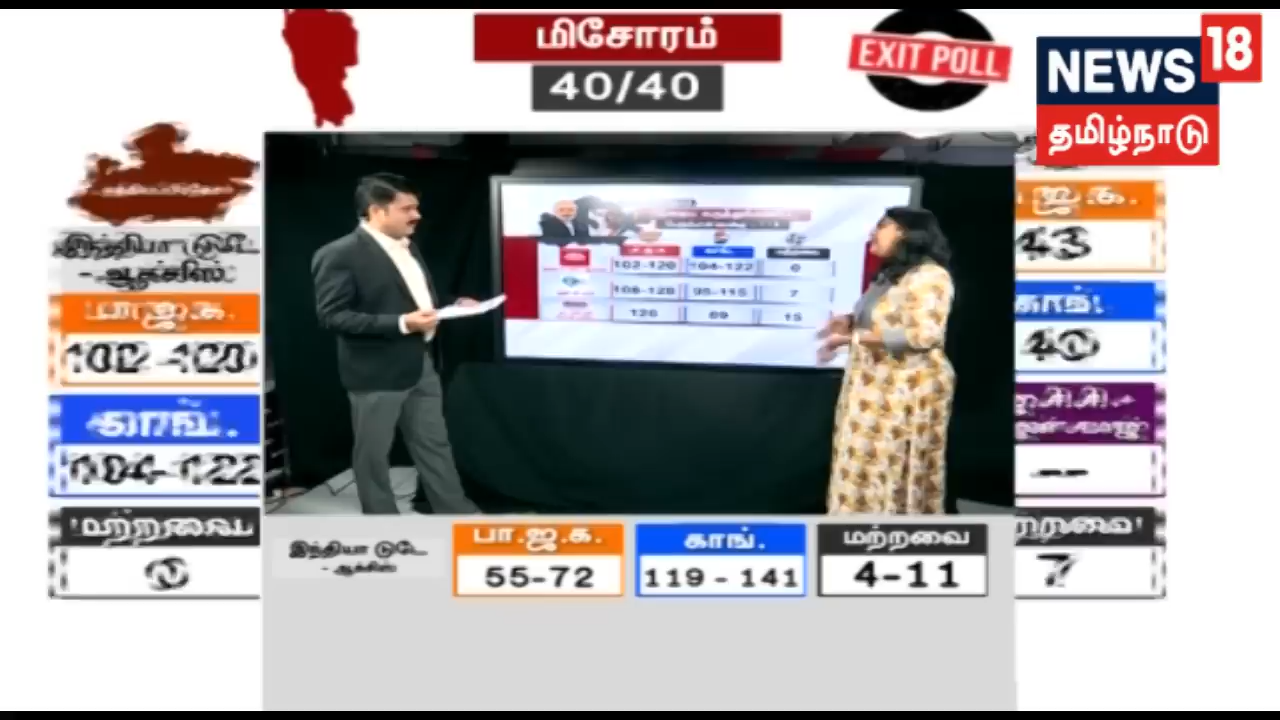 மிசோரம்
40/40
EXIT POLL
NEWS 18
தமிழ்நாடு
இந்தியா டுடே
- ஆக்சிஸ்
பா.ஜ.க.
102-120
காங்.
104-122
மற்றவை
0
102-120 104-122 0
108-128 95-115 7
126 89 15
பா.ஜ.க.
43
காங்.
40
--
7
இந்தியா டுடே
- ஆக்சிஸ்
பா.ஜ.க.
55-72
காங்.
119 - 141
மற்றவை
4-11